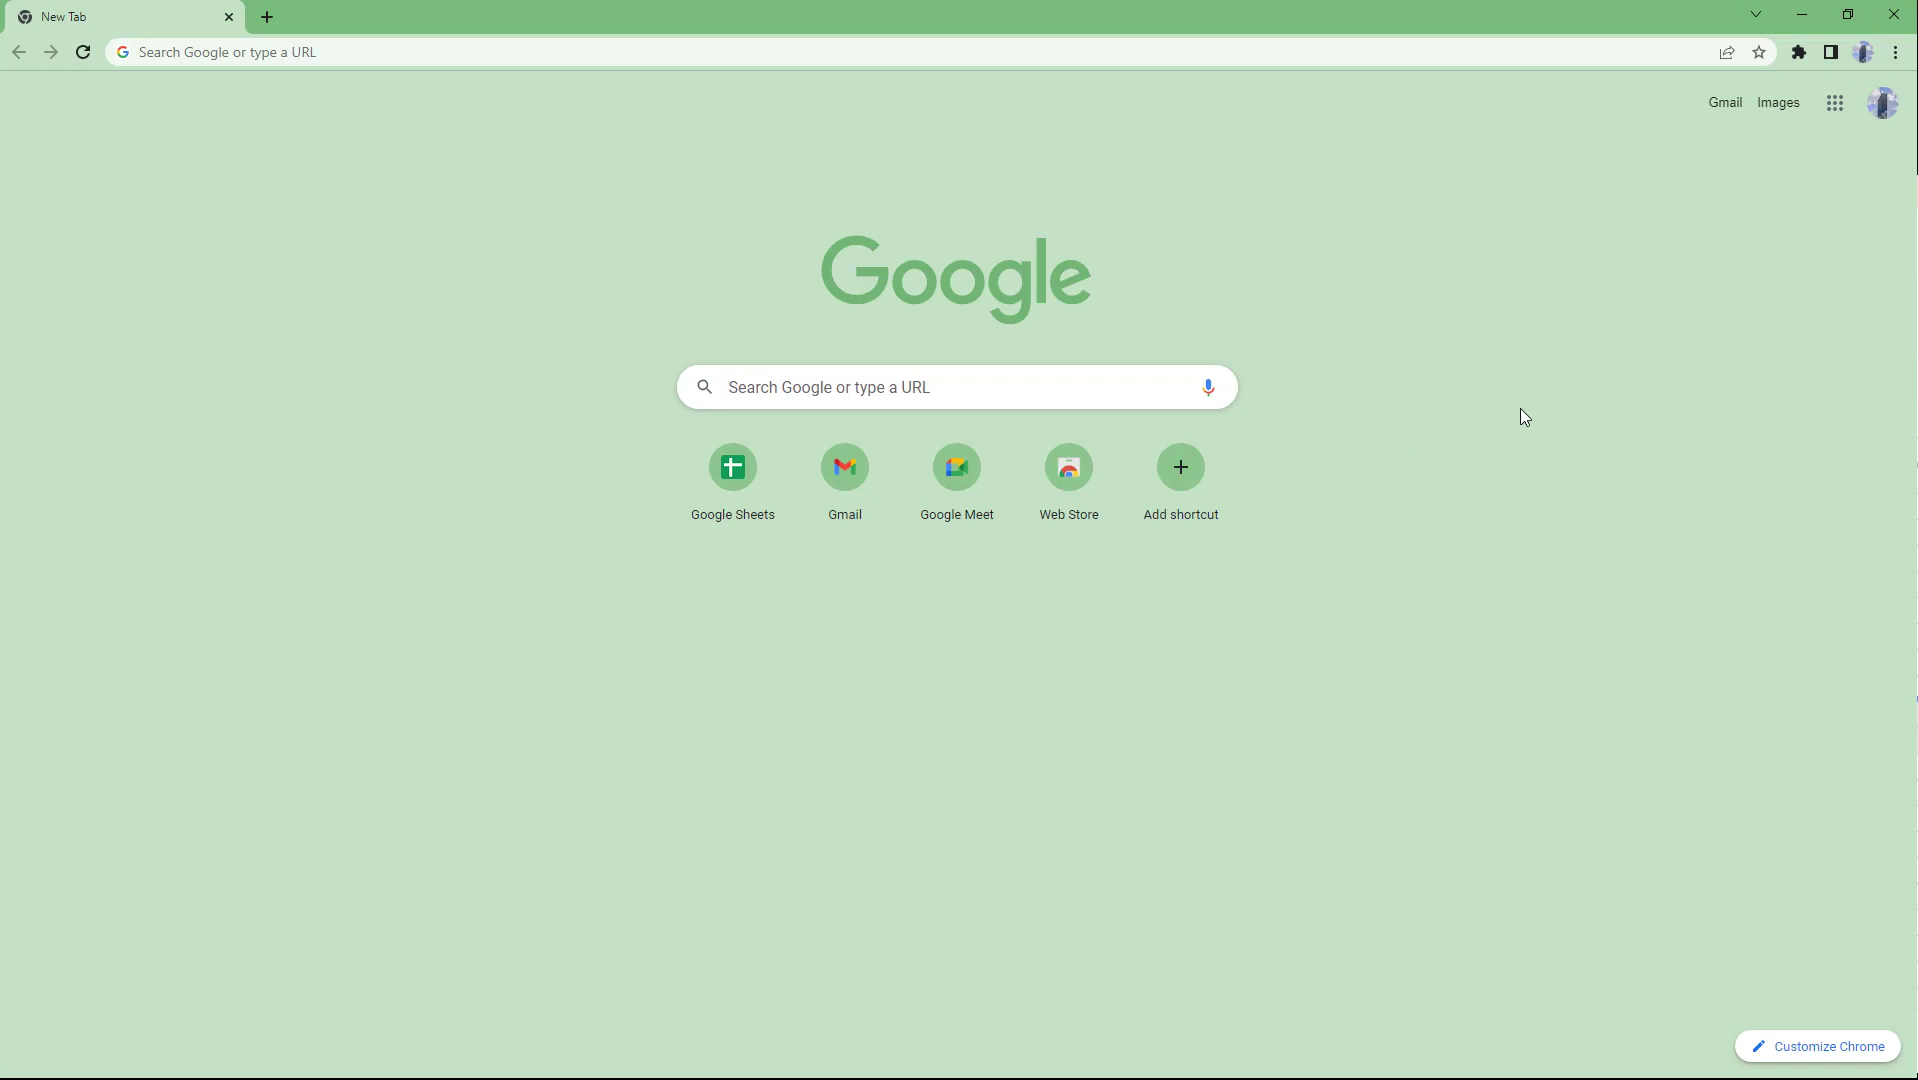 New Tab
Search Google or type a URL
Gmail Images
Google
Search Google or type a URL
Google Sheets Gmail Google Meet Web Store Add shortcut
Customize Chrome